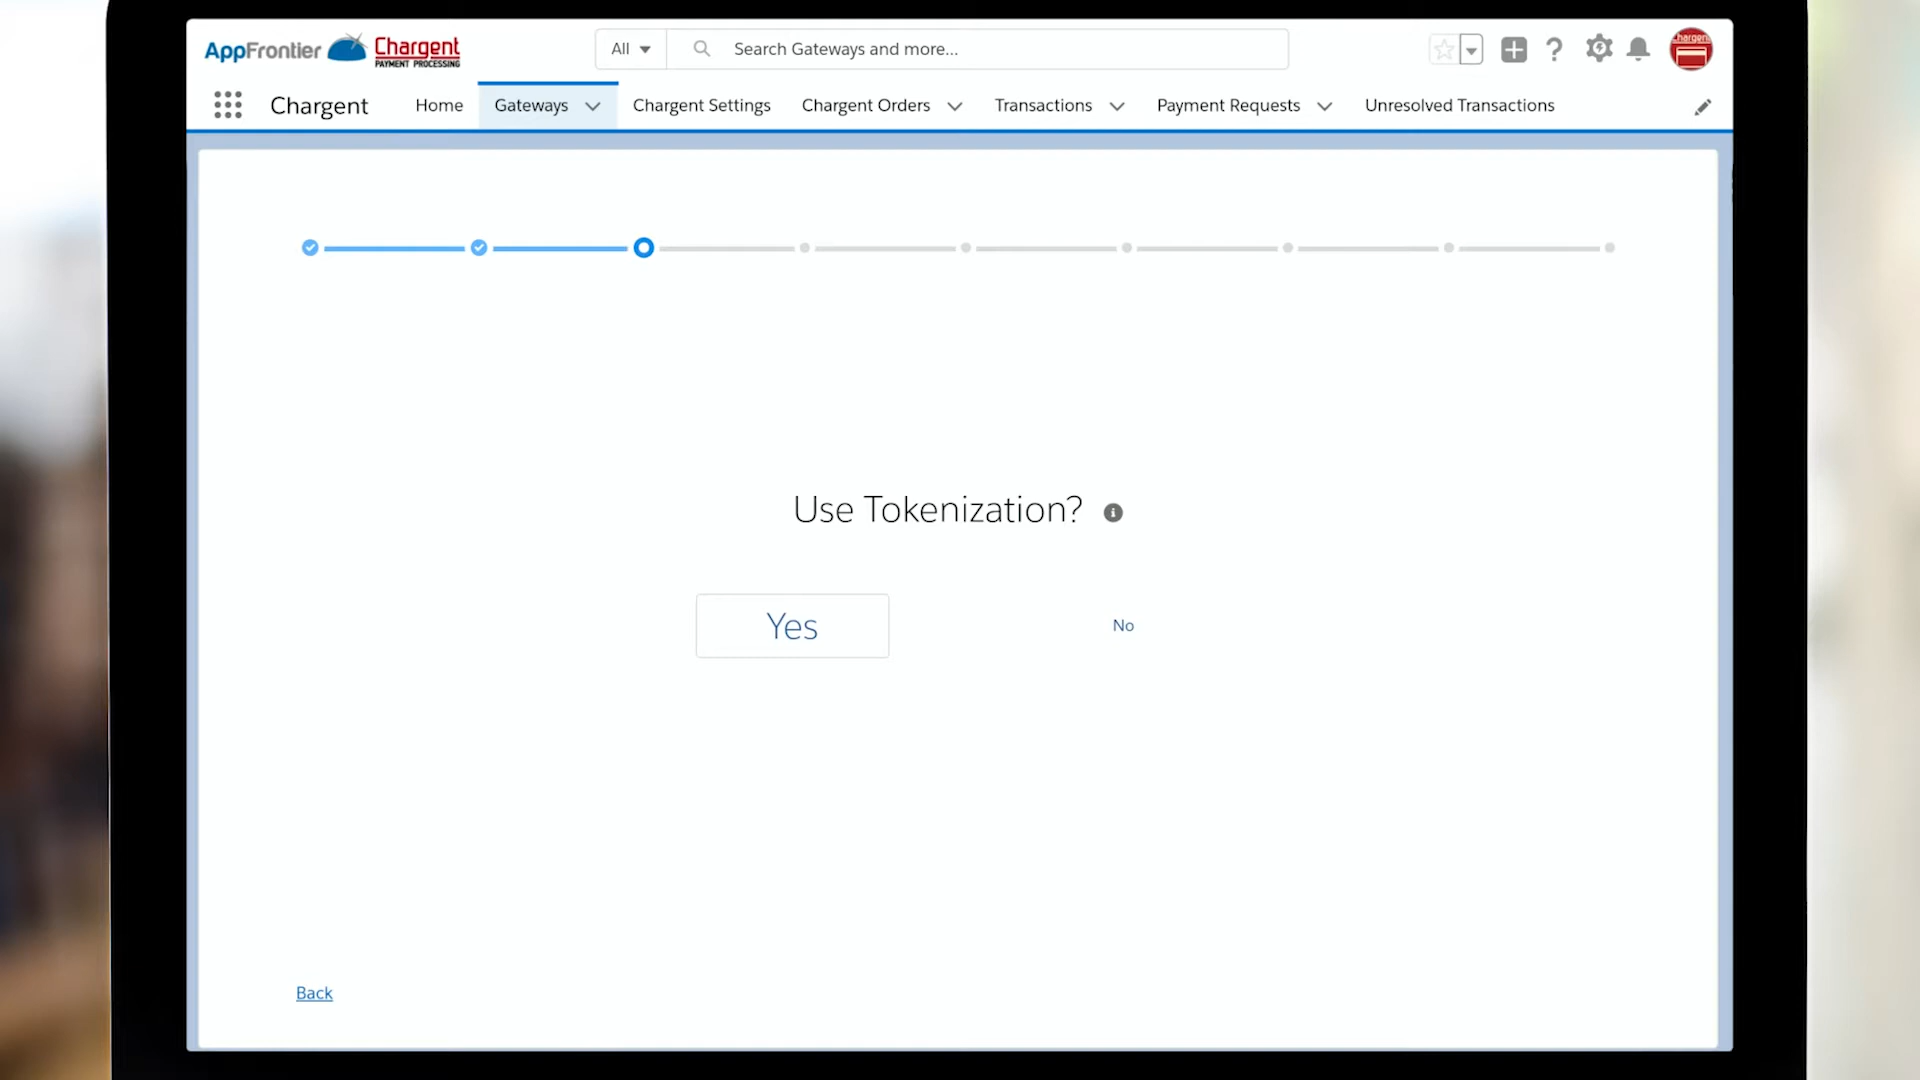 AppFrontier Chargent
PAYMENT PROCESSING
All
Search Gateways and more...
Chargent
Chargent
Home
Gateways
Chargent Settings
Chargent Orders
Transactions
Payment Requests
Unresolved Transactions
Use Tokenization?
Yes
No
Back